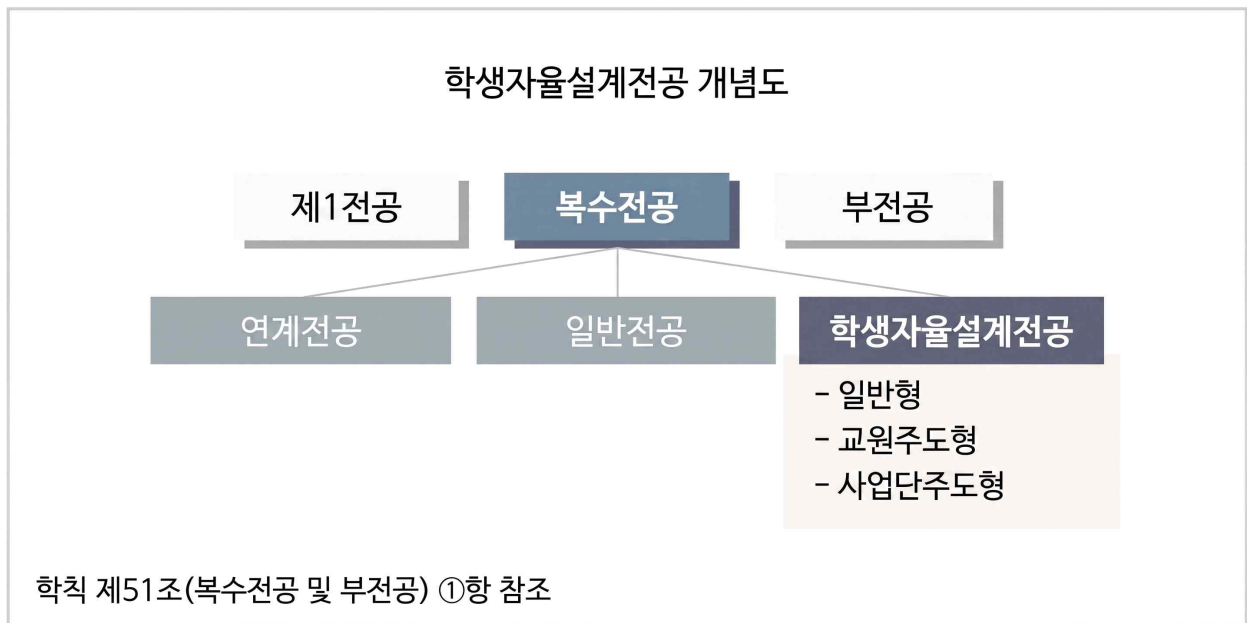 학생자율설계전공 개념도
제1전공
복수전공
부전공
연계전공
일반전공
학생자율설계전공
- 일반형
- 교원주도형
- 사업단주도형
학칙 제51조(복수전공 및 부전공) ①항 참조